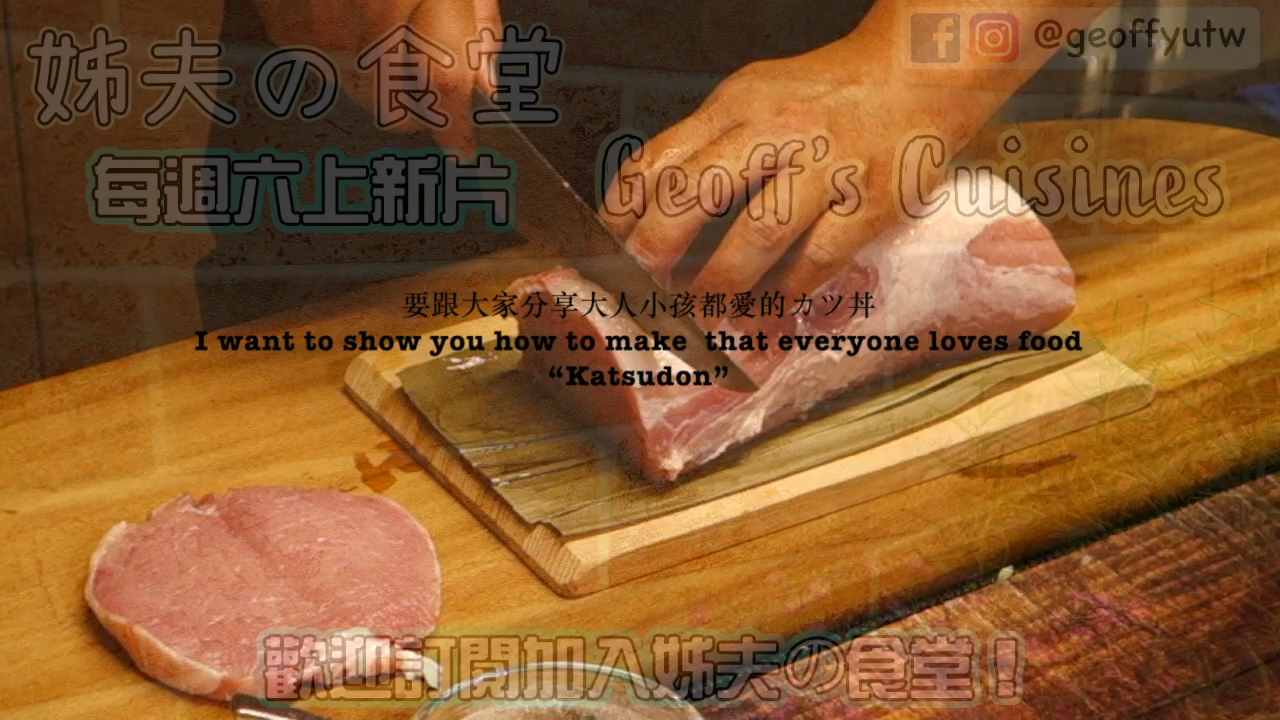 姊夫の食堂
@geoffyutw
每週六上新片
Geoff's Cuisines
要跟大家分享大人小孩都愛的カツ丼
I want to show you how to make  that everyone loves food
“Katsudon”
歡迎訂閱加入姊夫の食堂！